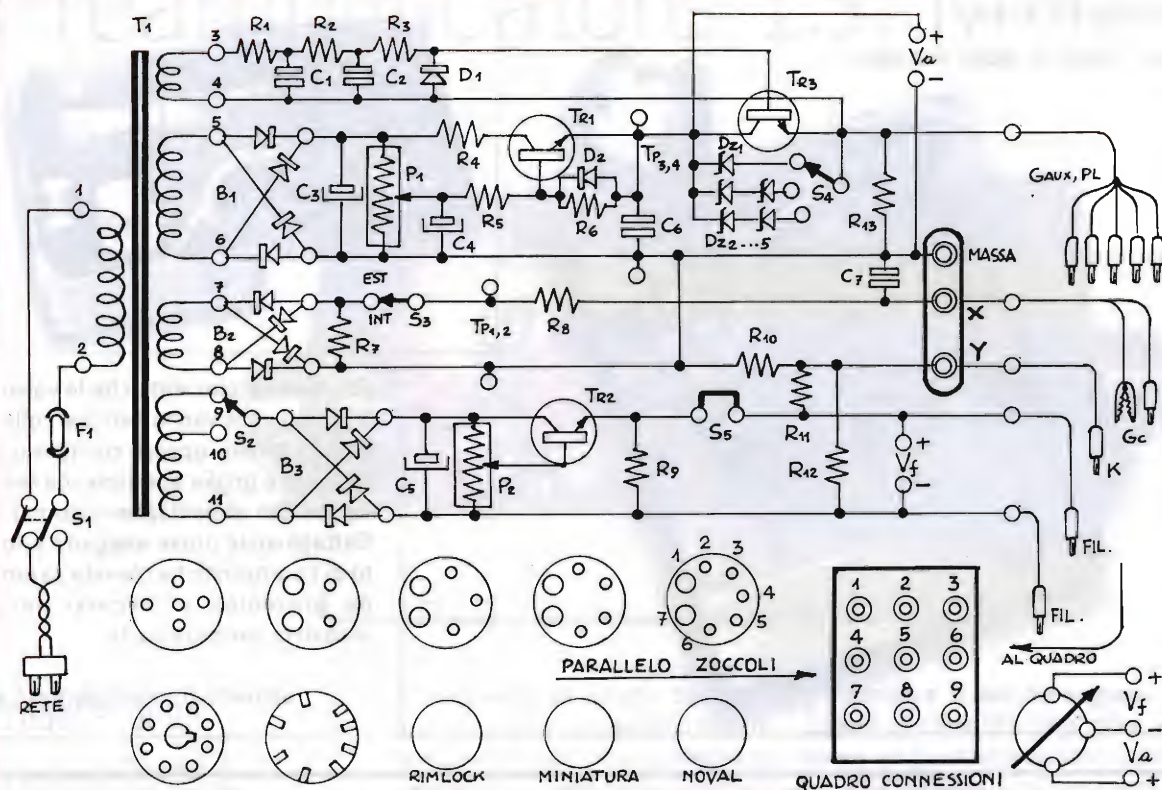 T1
3
R1
R2
R3
4
C1
C2
D1
TR3
+
Va
-
5
R4
TR1
D2
TP3,4
DZ1
S4
1
B1
C3
P1
C4
R5
R6
C6
DZ2...5
R13
GAUX, PL
6
EST
INT
S3
MASSA
C7
X
Y
7
B2
8
R7
TP1,2
R8
R10
2
9
S2
10
TR2
S5
R11
GC
K
F1
B3
C5
P2
R9
R12
+
Vf
-
11
FIL.
S1
FIL.
1
2
3
4
5
6
7
PARALLELO ZOCCOLI
1
2
3
4
5
6
7
8
9
AL QUADRO
RETE
RIMLOCK
MINIATURA
NOVAL
QUADRO CONNESSIONI
+
Vf
-
Va
+